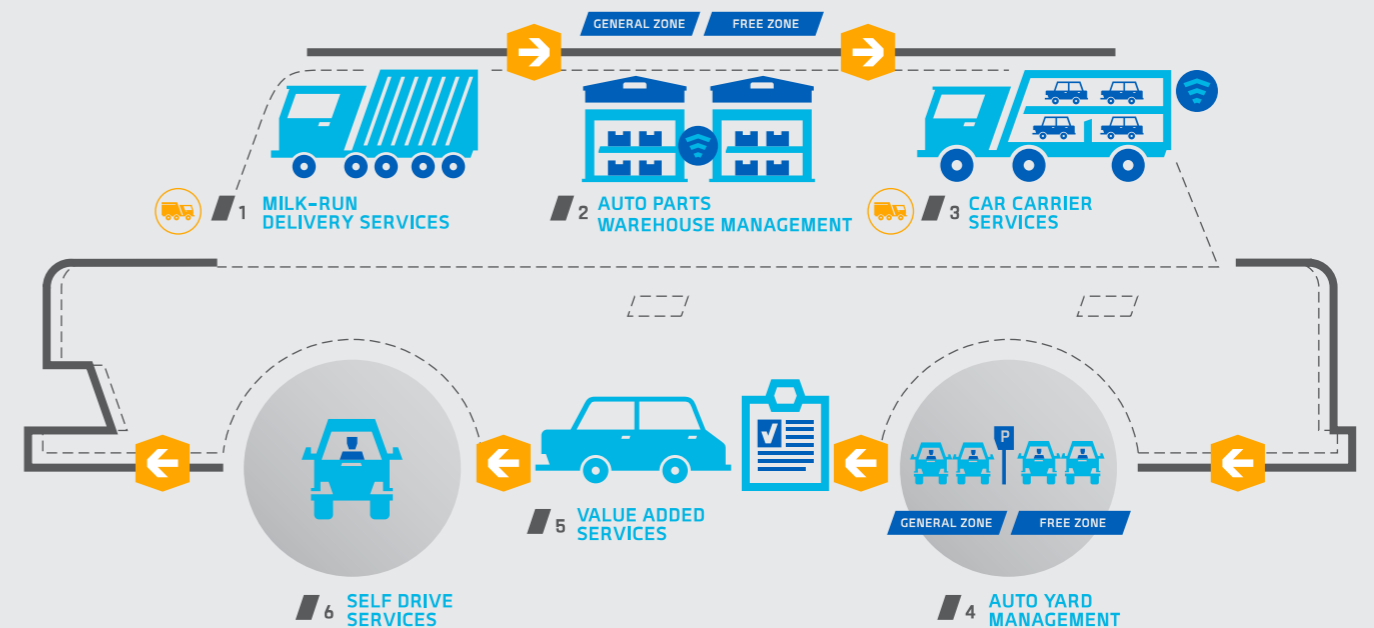 GENERAL ZONE
FREE ZONE
1 MILK-RUN
DELIVERY SERVICES
2 AUTO PARTS
WAREHOUSE MANAGEMENT
3 CAR CARRIER
SERVICES
P
GENERAL ZONE
FREE ZONE
5 VALUE ADDED
SERVICES
6 SELF DRIVE
SERVICES
4 AUTO YARD
MANAGEMENT